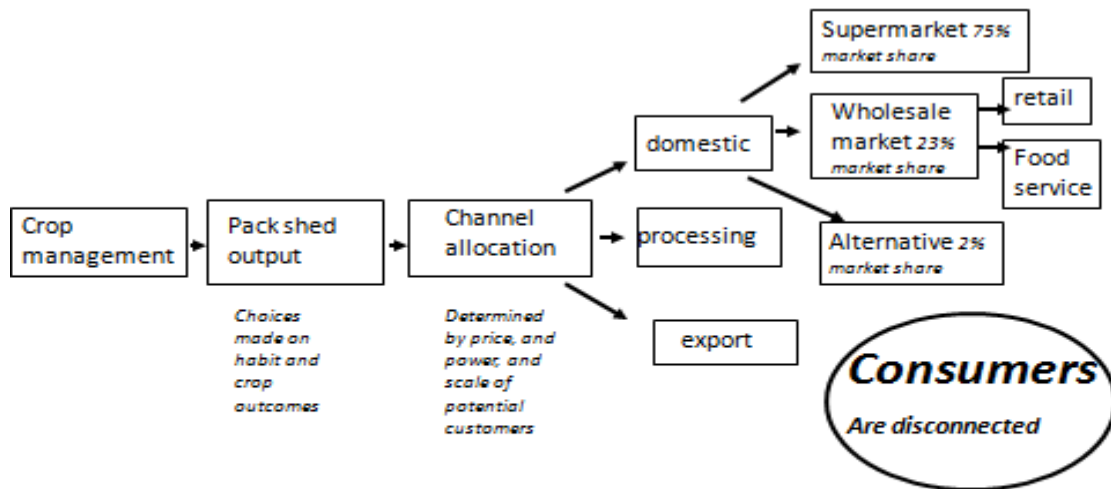 Crop
management
Pack shed
output
Choices
made on
habit and
crop
outcomes
Channel
allocation
Determined
by price, and
power, and
scale of
potential
customers
domestic
processing
export
Supermarket 75%
market share
Wholesale
market 23%
market share
Alternative 2%
market share
retail
Food
service
Consumers
Are disconnected